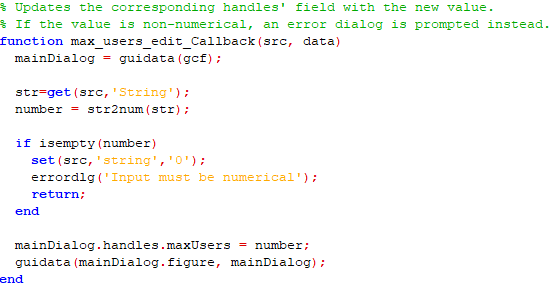 % Updates the corresponding handles' field with the new value.
% If the value is non-numerical, an error dialog is prompted instead.
function max_users_edit_Callback(src, data)
  mainDialog = guidata(gcf);
  str=get(src,'String');
  number = str2num(str);
  if isempty(number)
    set(src,'string','0');
    errordlg('Input must be numerical');
    return;
  end
  mainDialog.handles.maxUsers = number;
  guidata(mainDialog.figure, mainDialog);
end